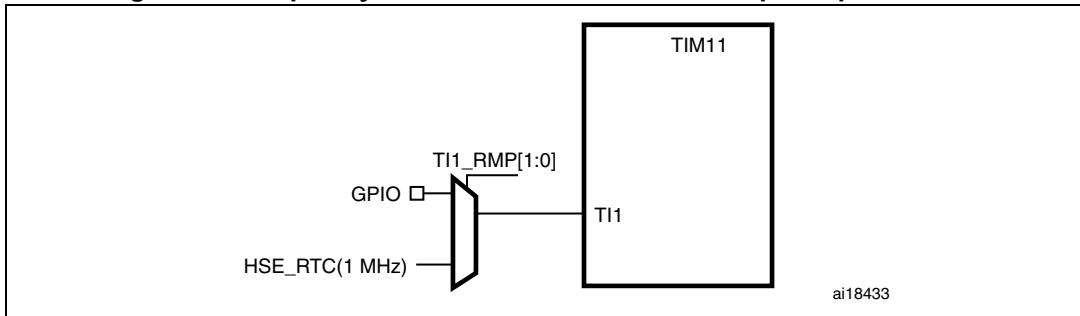 TIM11
TI1_RMP[1:0]
GPIO
TI1
HSE_RTC(1 MHz)
ai18433